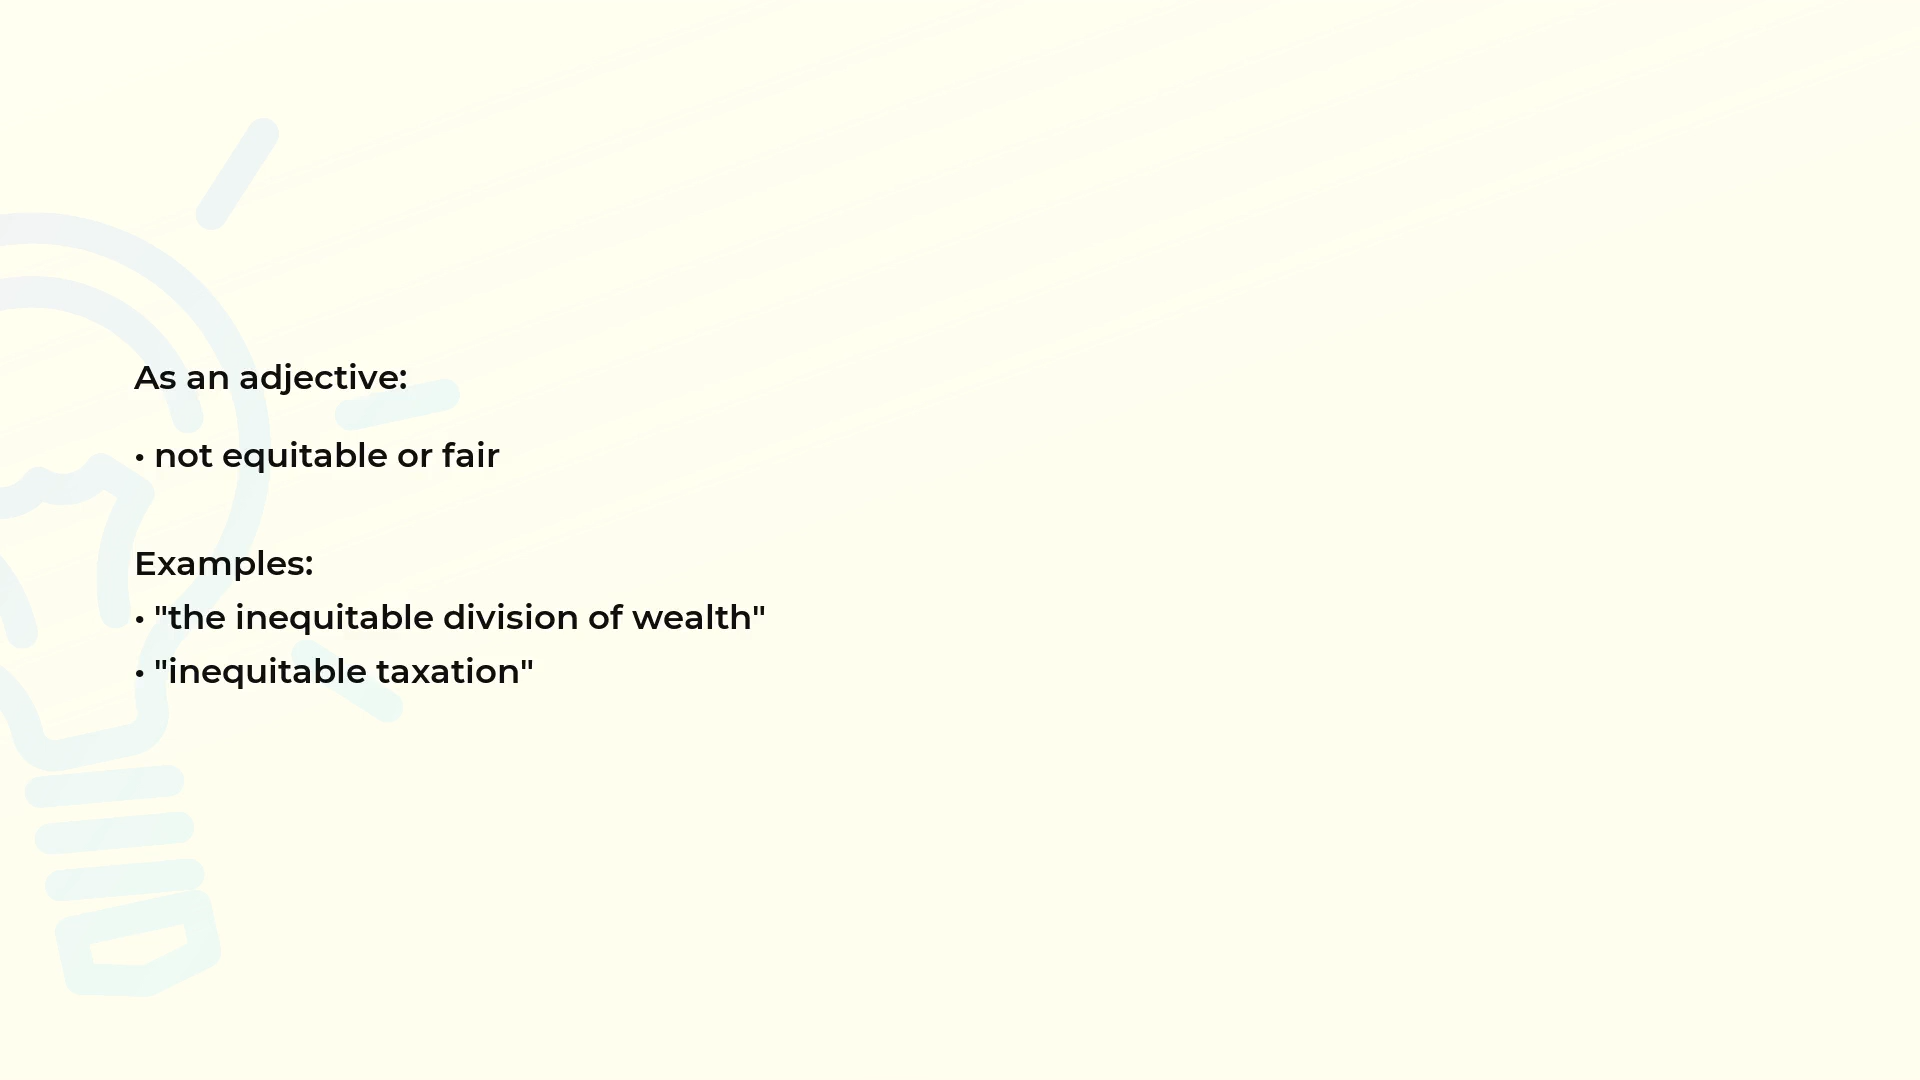 As an adjective:
• not equitable or fair
Examples:
• "the inequitable division of wealth"
• "inequitable taxation"